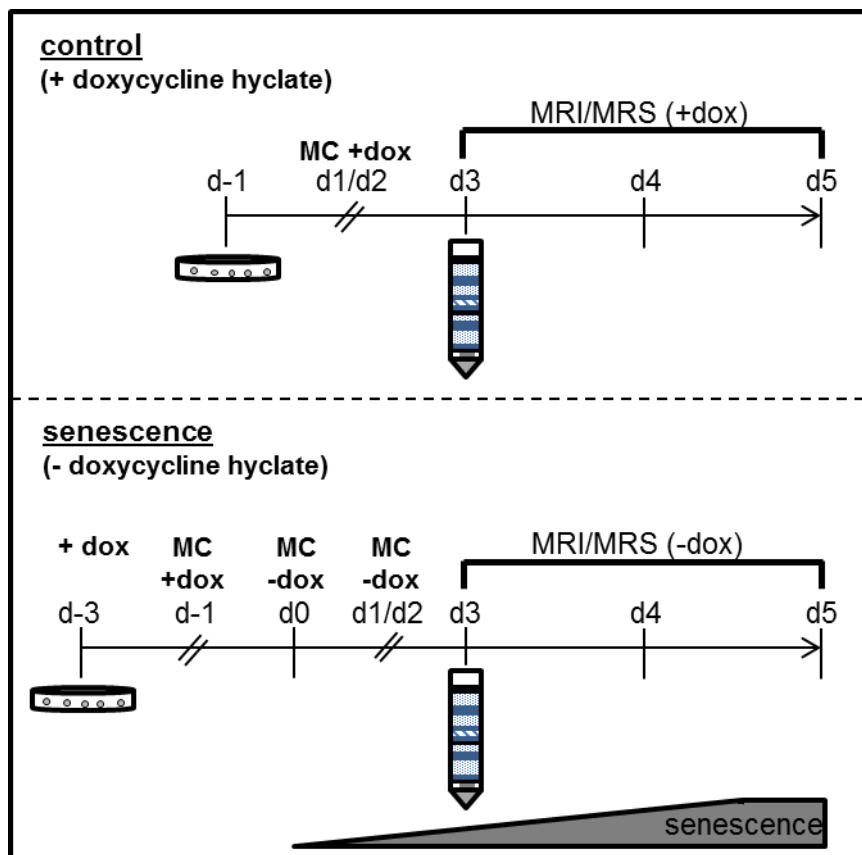 control
(+ doxycycline hyclate)
MRI/MRS (+dox)
MC +dox
d-1 d1/d2 d3 d4 d5
senescence
(- doxycycline hyclate)
MRI/MRS (-dox)
+ dox MC MC MC
+dox -dox -dox
d-3 d-1 d0 d1/d2 d3 d4 d5
senescence